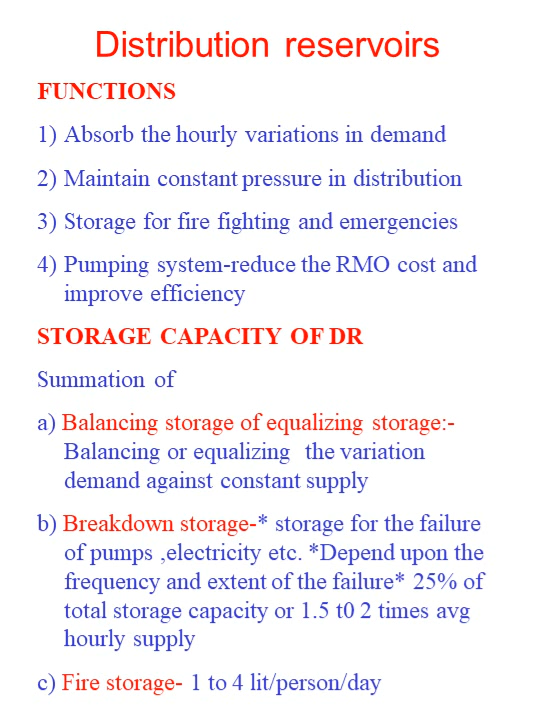 Distribution reservoirs
FUNCTIONS
1) Absorb the hourly variations in demand
2) Maintain constant pressure in distribution
3) Storage for fire fighting and emergencies
4) Pumping system-reduce the RMO cost and
improve efficiency
STORAGE CAPACITY OF DR
Summation of
a) Balancing storage of equalizing storage:-
Balancing or equalizing the variation
demand against constant supply
b) Breakdown storage-* storage for the failure
of pumps ,electricity etc. *Depend upon the
frequency and extent of the failure* 25% of
total storage capacity or 1.5 t0 2 times avg
hourly supply
c) Fire storage- 1 to 4 lit/person/day